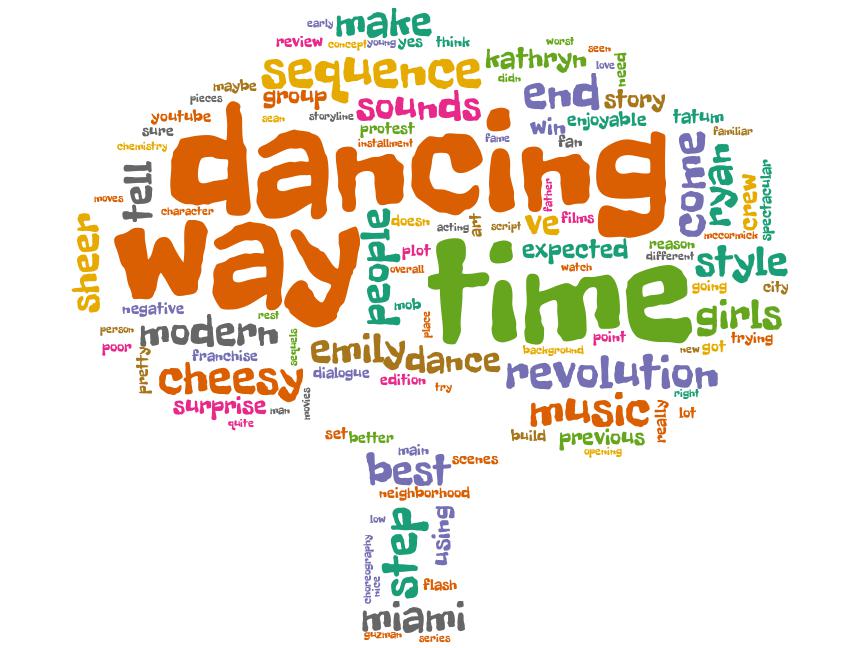 early make
review concept young yes think worst
sequence kathryn seen love need
maybe didn
pieces group sounds end story
youtube sean storyline protest fame win enjoyable tatum
sure installment fan familiar
chemistry
dancing
tell come ryan crew spectacular
moves character father
sheer way people doesn acting art script ve films mccormick
plot expected reason different style
overall time watch going city
negative rest mob place girls
person modern sequels point trying
poor franchise emily dance background new got
pretty cheesy dialogue edition try revolution
surprise man movies music right
quite really lot
set better build previous
main opening
best scenes
neighborhood
low step using
choreography nice flash
miami
guzman series